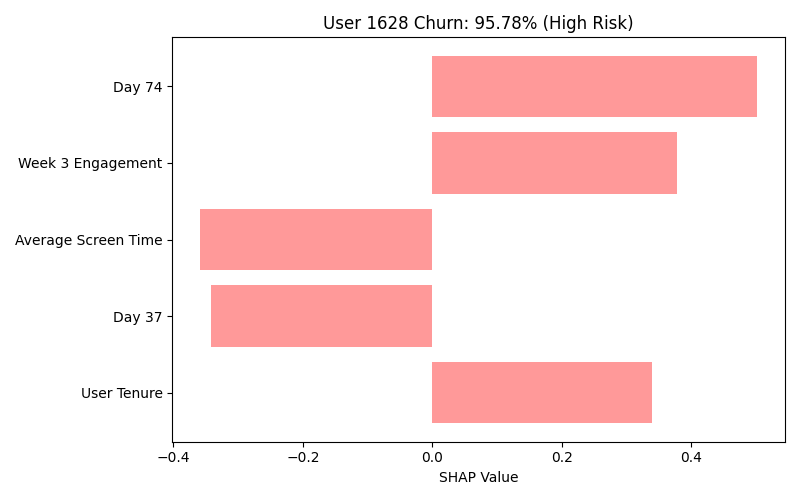 User 1628 Churn: 95.78% (High Risk)
Day 74
Week 3 Engagement
Average Screen Time
Day 37
User Tenure
−0.4 −0.2 0.0 0.2 0.4
SHAP Value